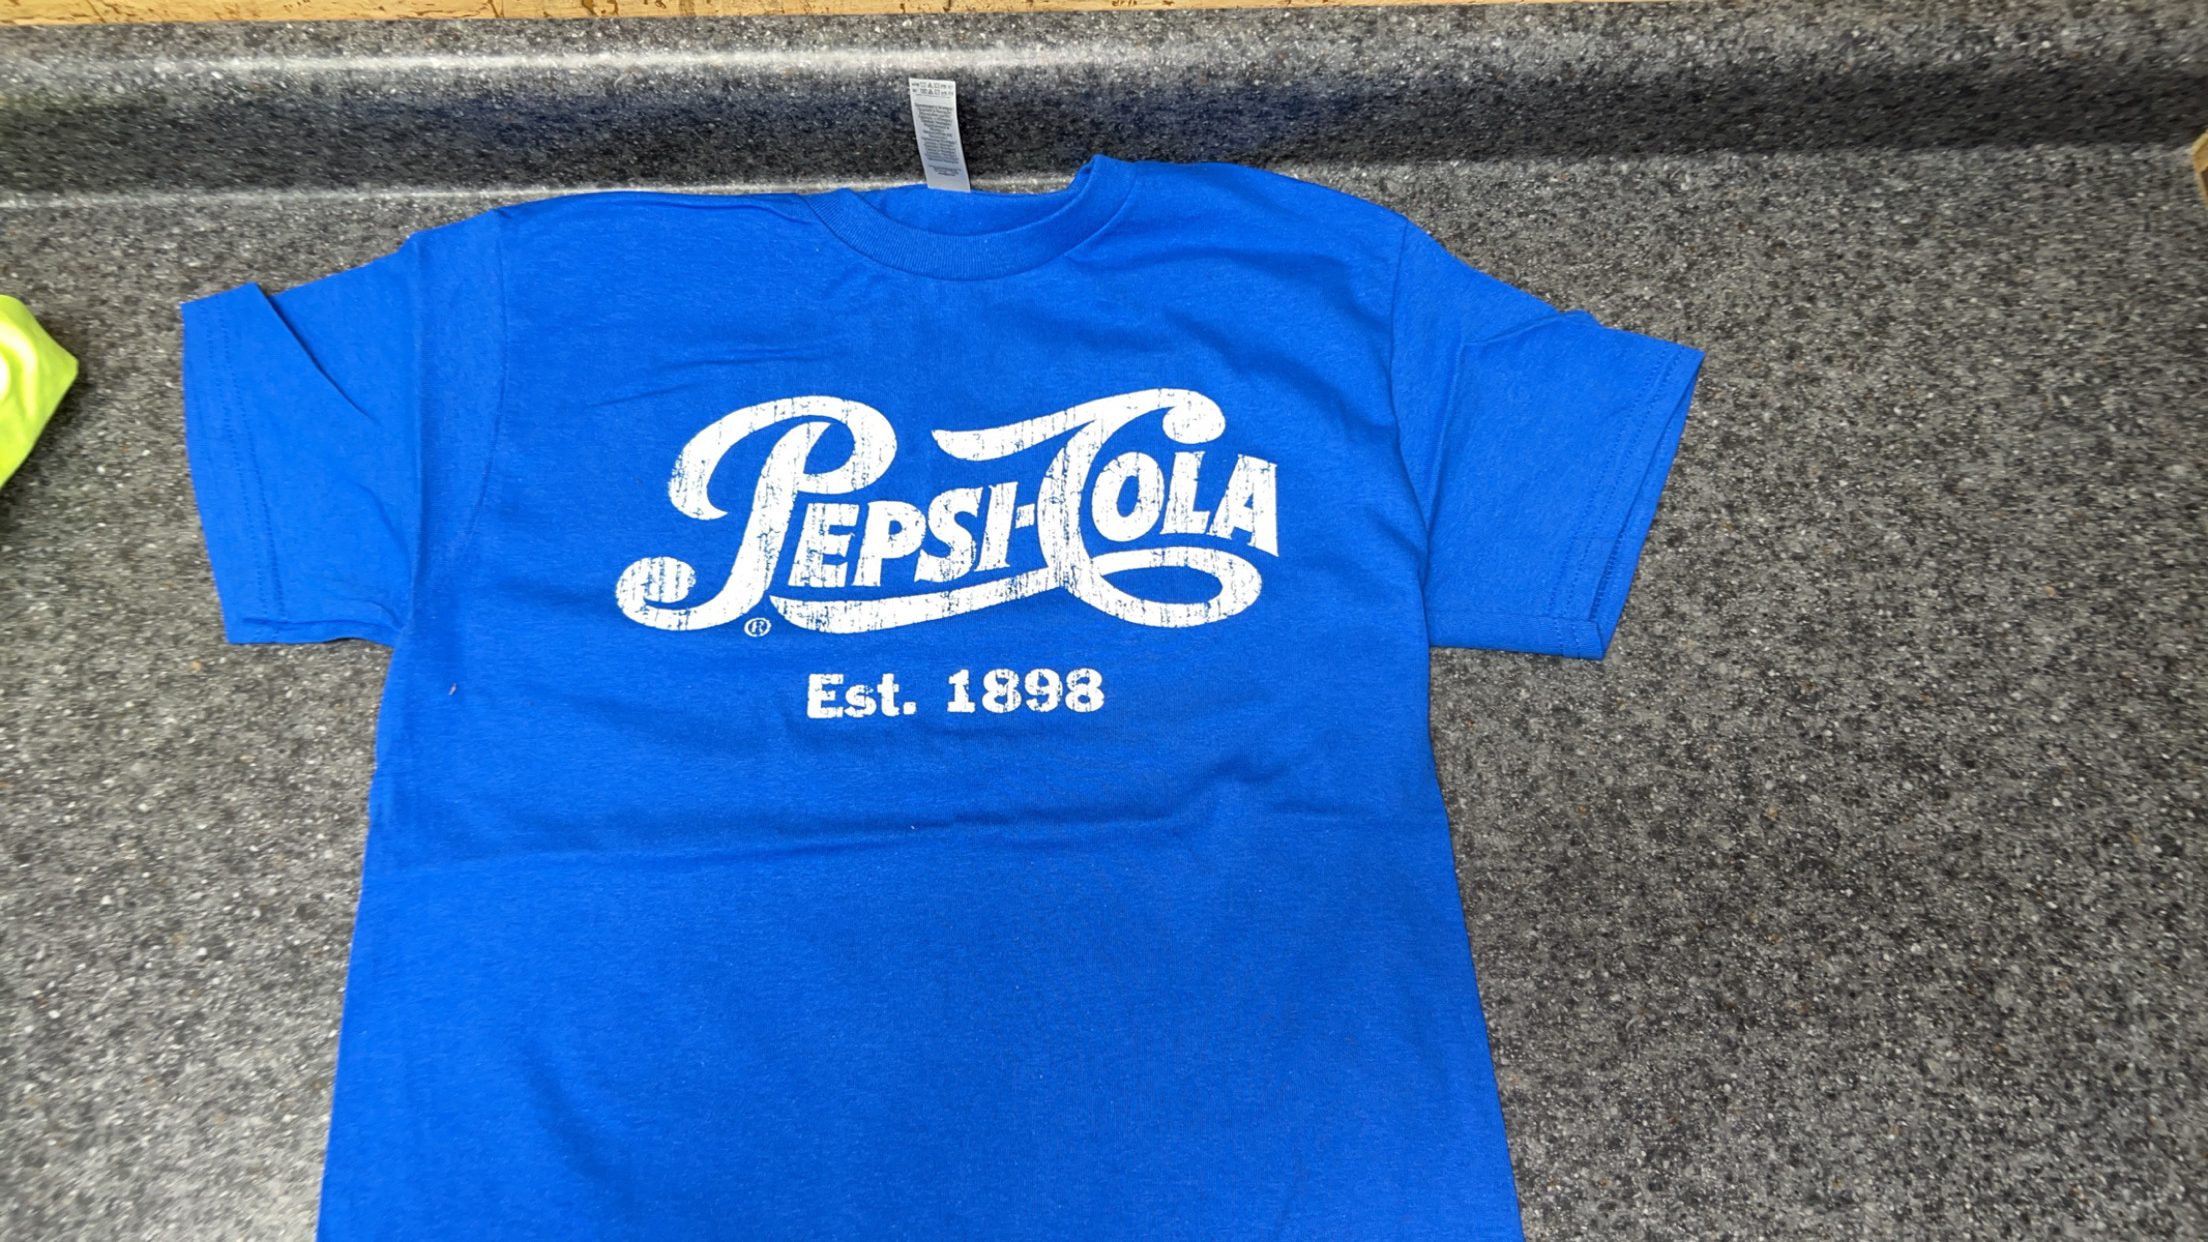 PEPSI-COLA
®
Est. 1898